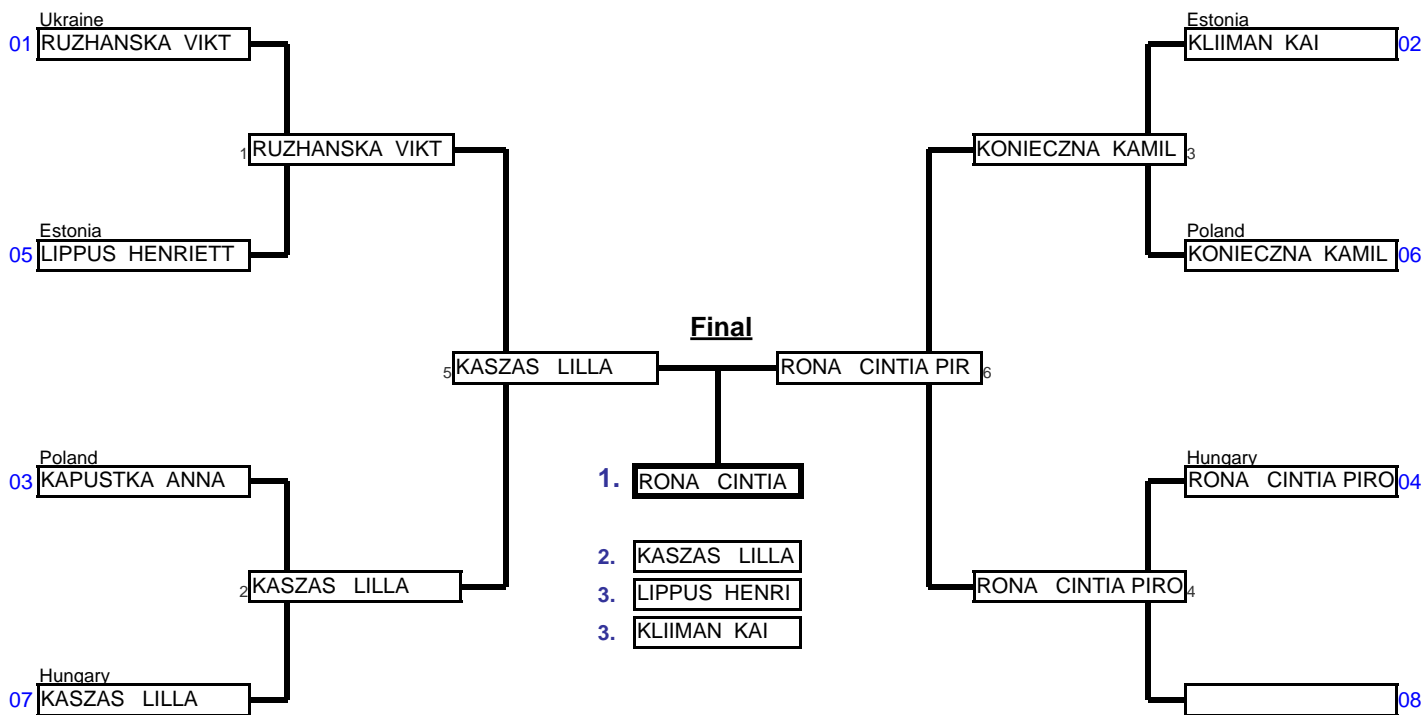 Ukraine
01 RUZHANSKA VIKT
Estonia
KLIIMAN KAI 02
1 RUZHANSKA VIKT
KONIECZNA KAMIL 3
Estonia
05 LIPPUS HENRIETT
Poland
KONIECZNA KAMIL 06
Final
5 KASZAS LILLA
RONA CINTIA PIR 6
Poland
03 KAPUSTKA ANNA
1. RONA CINTIA
Hungary
RONA CINTIA PIRO 04
2. KASZAS LILLA
2 KASZAS LILLA
3. LIPPUS HENRI
RONA CINTIA PIRO 4
3. KLIIMAN KAI
Hungary
07 KASZAS LILLA
08